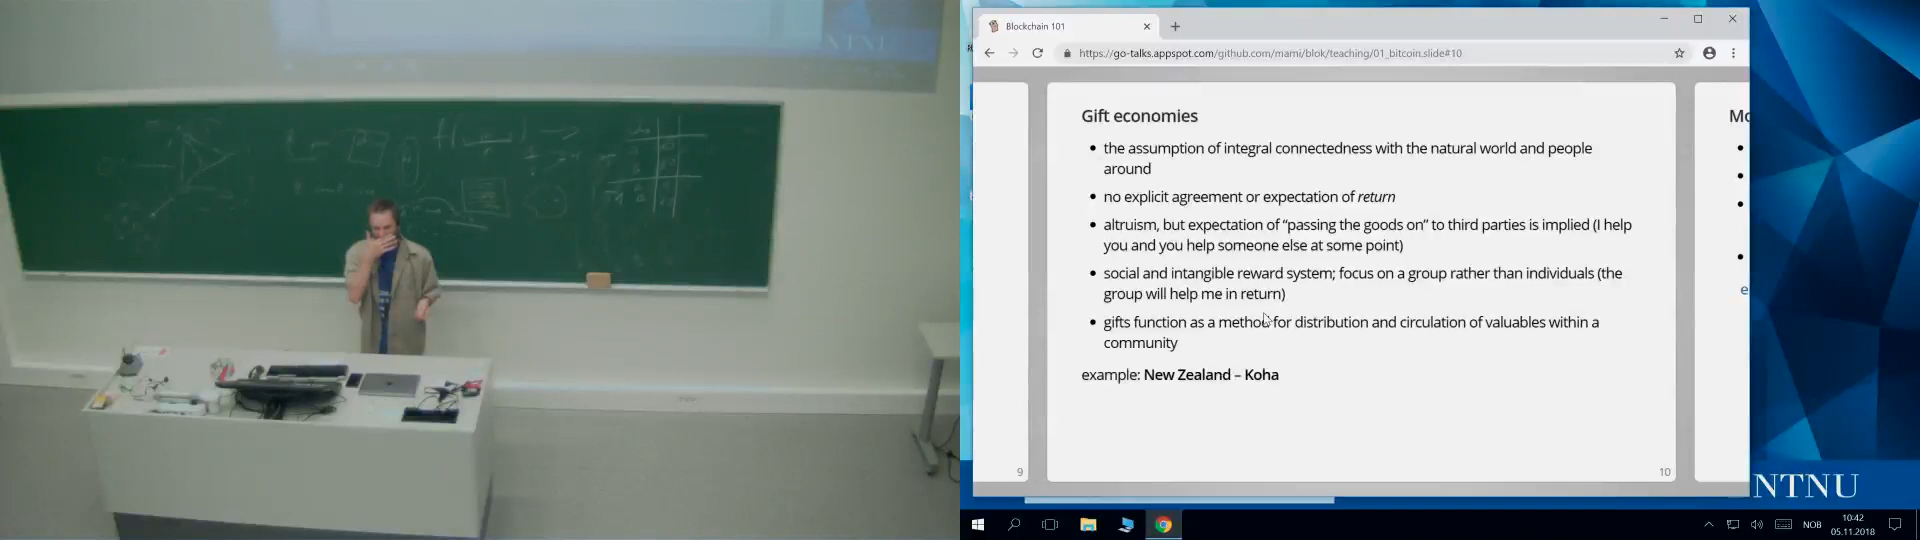 NTNU
Blockchain 101
https://go-talks.appspot.com/github.com/mami/blok/teaching/01_bitcoin.slide#10
Gift economies
• the assumption of integral connectedness with the natural world and people
around
• no explicit agreement or expectation of return
• altruism, but expectation of “passing the goods on” to third parties is implied (I help
you and you help someone else at some point)
• social and intangible reward system; focus on a group rather than individuals (the
group will help me in return)
• gifts function as a method for distribution and circulation of valuables within a
community
example: New Zealand – Koha
9
10
NTNU
NOB
10:42
05.11.2018